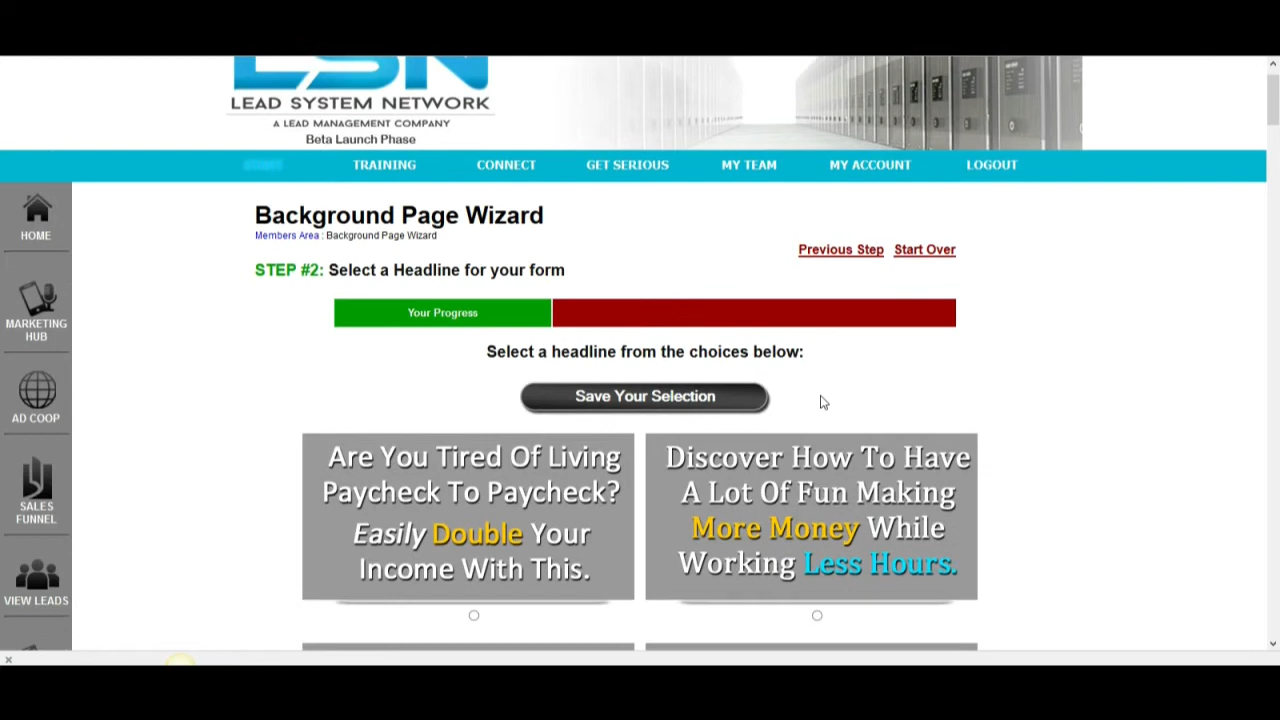 LSN
LEAD SYSTEM NETWORK
A LEAD MANAGEMENT COMPANY
Beta Launch Phase
TRAINING
CONNECT
GET SERIOUS
MY TEAM
MY ACCOUNT
LOGOUT
HOME
MARKETING
HUB
AD COOP
SALES
FUNNEL
VIEW LEADS
Background Page Wizard
Members Area : Background Page Wizard
Previous Step Start Over
STEP #2: Select a Headline for your form
Your Progress
Select a headline from the choices below:
Save Your Selection
Are You Tired Of Living
Paycheck To Paycheck?
Easily Double Your
Income With This.
Discover How To Have
A Lot Of Fun Making
More Money While
Working Less Hours.